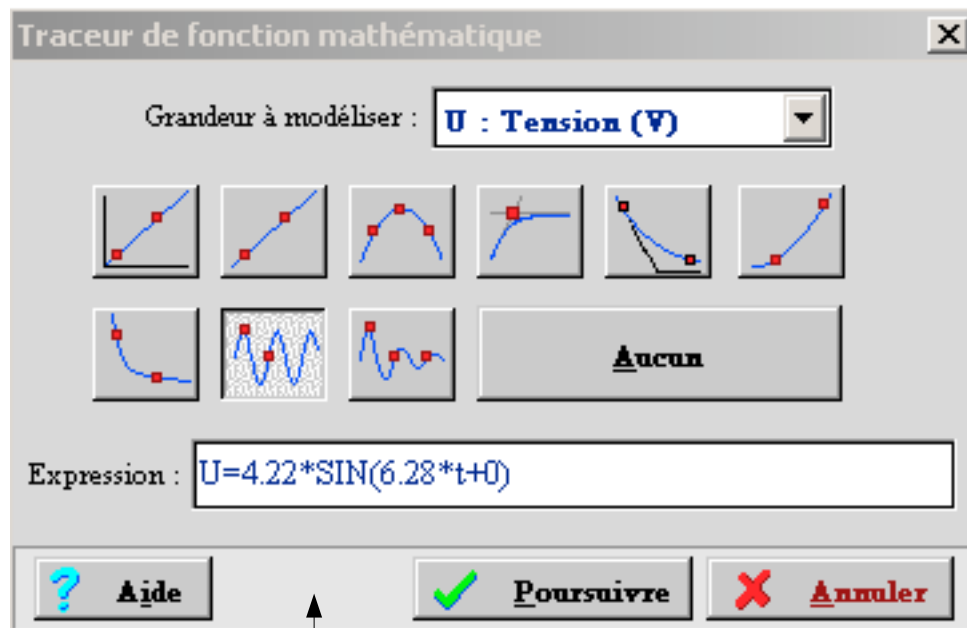 Traceur de fonction mathématique
Grandeur à modéliser : U : Tension (V)
Aucun
Expression : U=4.22*SIN(6.28*t+0)
? Aide Poursuivre Annuler